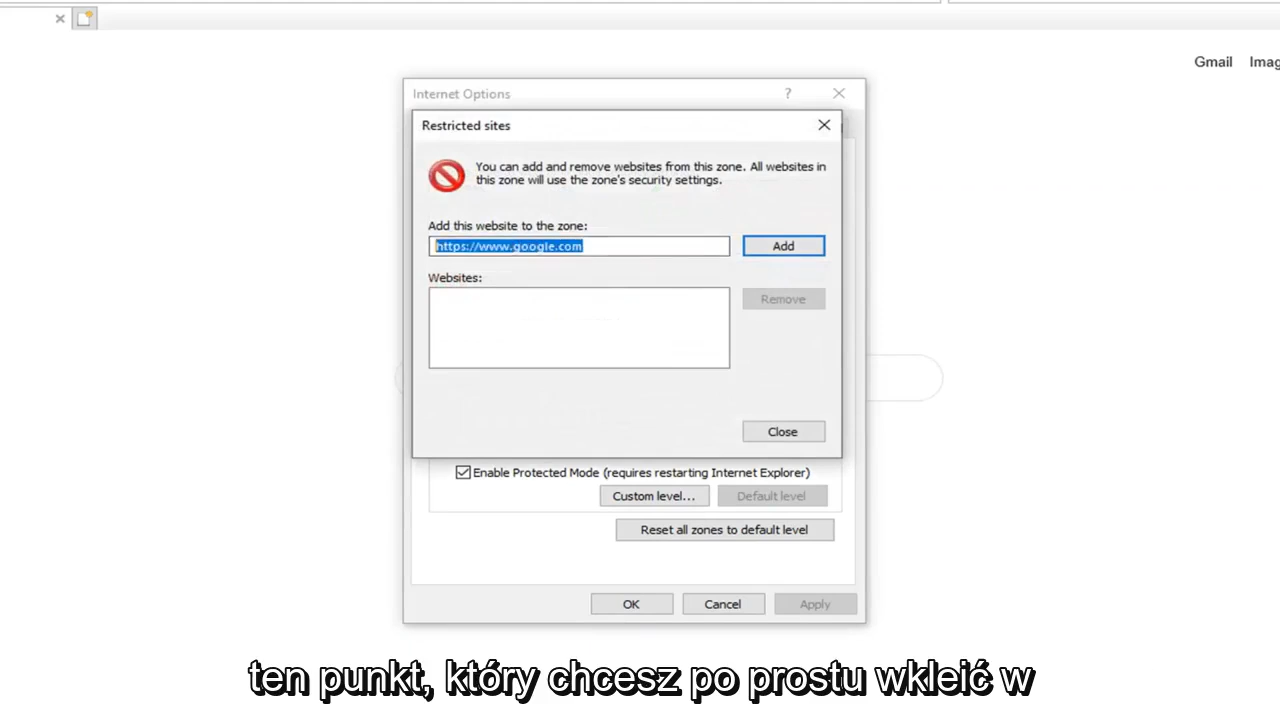 Gmail Imag
Internet Options ?
Restricted sites
You can add and remove websites from this zone. All websites in
this zone will use the zone's security settings.
Add this website to the zone:
https://www.google.com Add
Websites:
Remove
Close
Enable Protected Mode (requires restarting Internet Explorer)
Custom level... Default level
Reset all zones to default level
OK Cancel Apply
ten punkt, który chcesz po prostu wkleić w